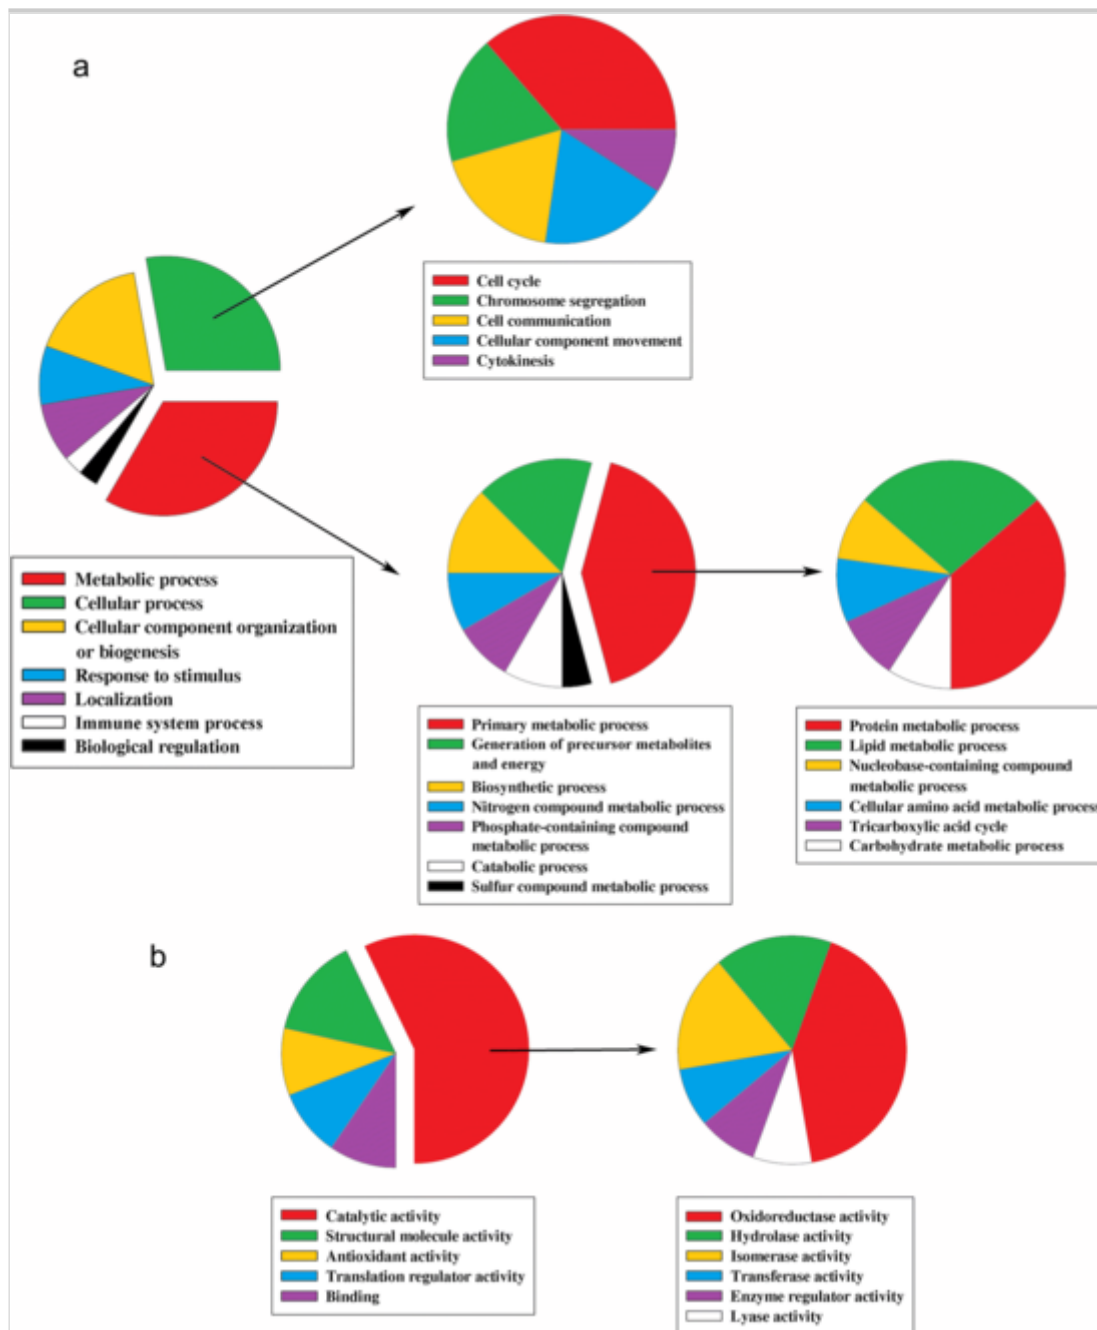 a
Cell cycle
Chromosome segregation
Cell communication
Cellular component movement
Cytokinesis
Metabolic process
Cellular process
Cellular component organization
or biogenesis
Response to stimulus
Localization
Immune system process
Biological regulation
Primary metabolic process
Generation of precursor metabolites
and energy
Biosynthetic process
Nitrogen compound metabolic process
Phosphate-containing compound
metabolic process
Catabolic process
Sulfur compound metabolic process
Protein metabolic process
Lipid metabolic process
Nucleobase-containing compound
metabolic process
Cellular amino acid metabolic process
Tricarboxylic acid cycle
Carbohydrate metabolic process
b
Catalytic activity
Structural molecule activity
Antioxidant activity
Translation regulator activity
Binding
Oxidoreductase activity
Hydrolase activity
Isomerase activity
Transferase activity
Enzyme regulator activity
Lyase activity